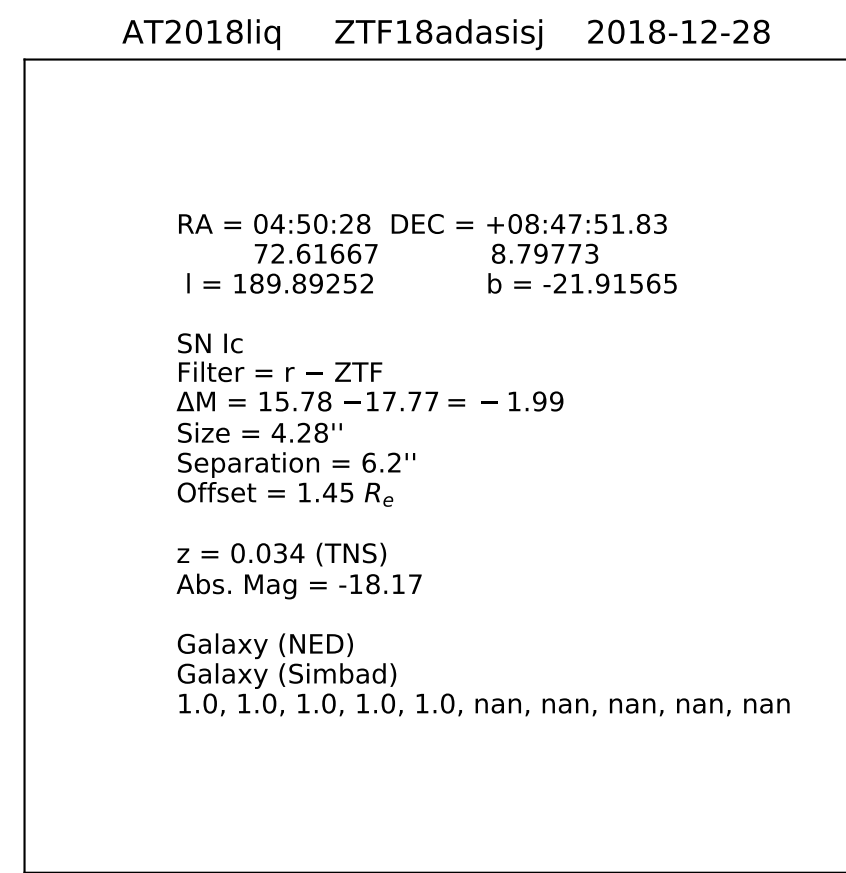 AT2018liq ZTF18adasisj 2018-12-28
RA = 04:50:28 DEC = +08:47:51.83
72.61667 8.79773
l = 189.89252 b = -21.91565
SN Ic
Filter = r − ZTF
ΔM = 15.78 −17.77 = − 1.99
Size = 4.28''
Separation = 6.2''
Offset = 1.45 Re
z = 0.034 (TNS)
Abs. Mag = -18.17
Galaxy (NED)
Galaxy (Simbad)
1.0, 1.0, 1.0, 1.0, 1.0, nan, nan, nan, nan, nan